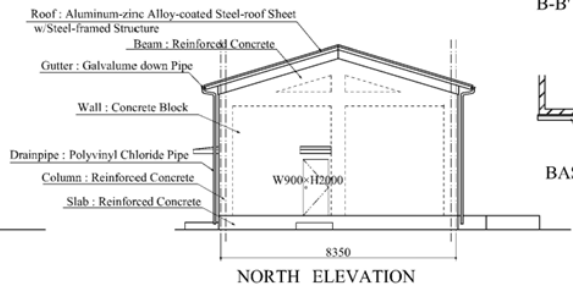 B-B'
Roof : Aluminum-zinc Alloy-coated Steel-roof Sheet
w/Steel-framed Structure
Beam : Reinforced Concrete
Gutter : Galvalume down Pipe
Wall : Concrete Block
Drainpipe : Polyvinyl Chloride Pipe
Column : Reinforced Concrete
W900×H2000
Slab : Reinforced Concrete
BAS
8350
NORTH ELEVATION